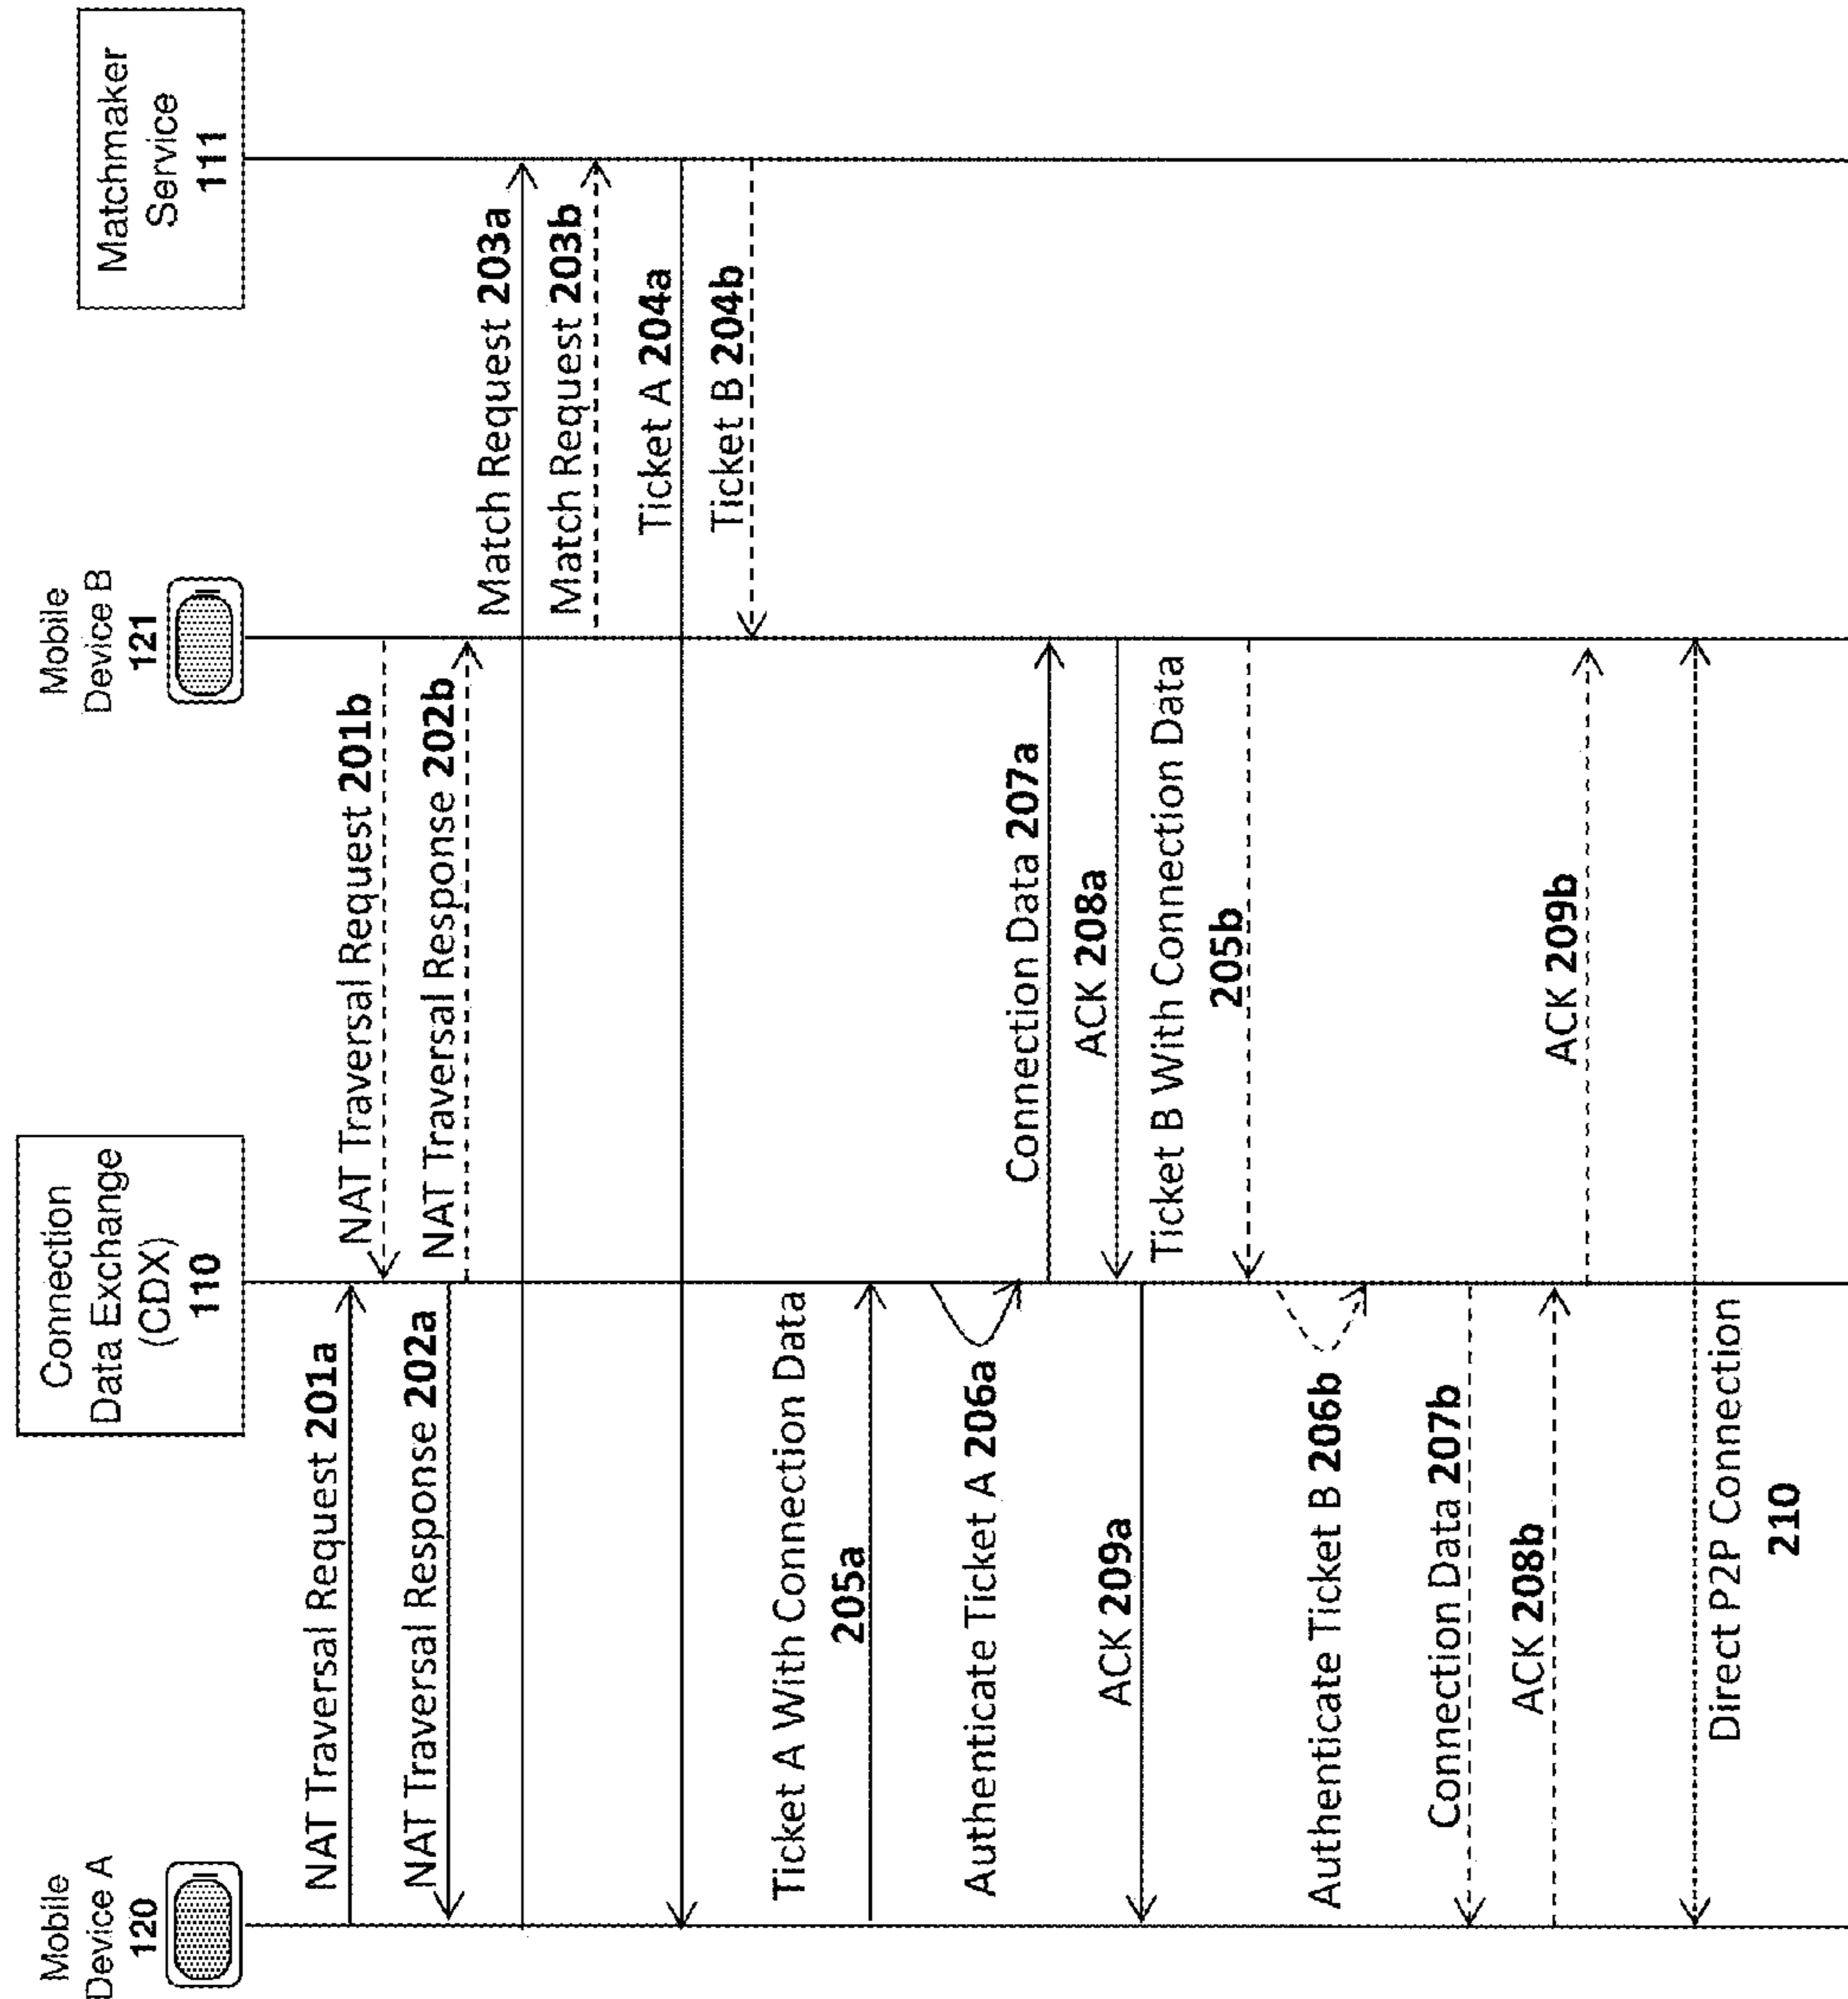 Mobile
Device A
120
Connection
Data Exchange
(CDX)
110
Mobile
Device B
121
Matchmaker
Service
111
NAT Traversal Request 201a
NAT Traversal Request 201b
NAT Traversal Response 202a
NAT Traversal Response 202b
Match Request 203a
Match Request 203b
Ticket A 204a
Ticket B 204b
Ticket A With Connection Data
205a
Authenticate Ticket A 206a
Connection Data 207a
ACK 208a
ACK 209a
Ticket B With Connection Data
205b
Authenticate Ticket B 206b
Connection Data 207b
ACK 208b
ACK 209b
Direct P2P Connection
210